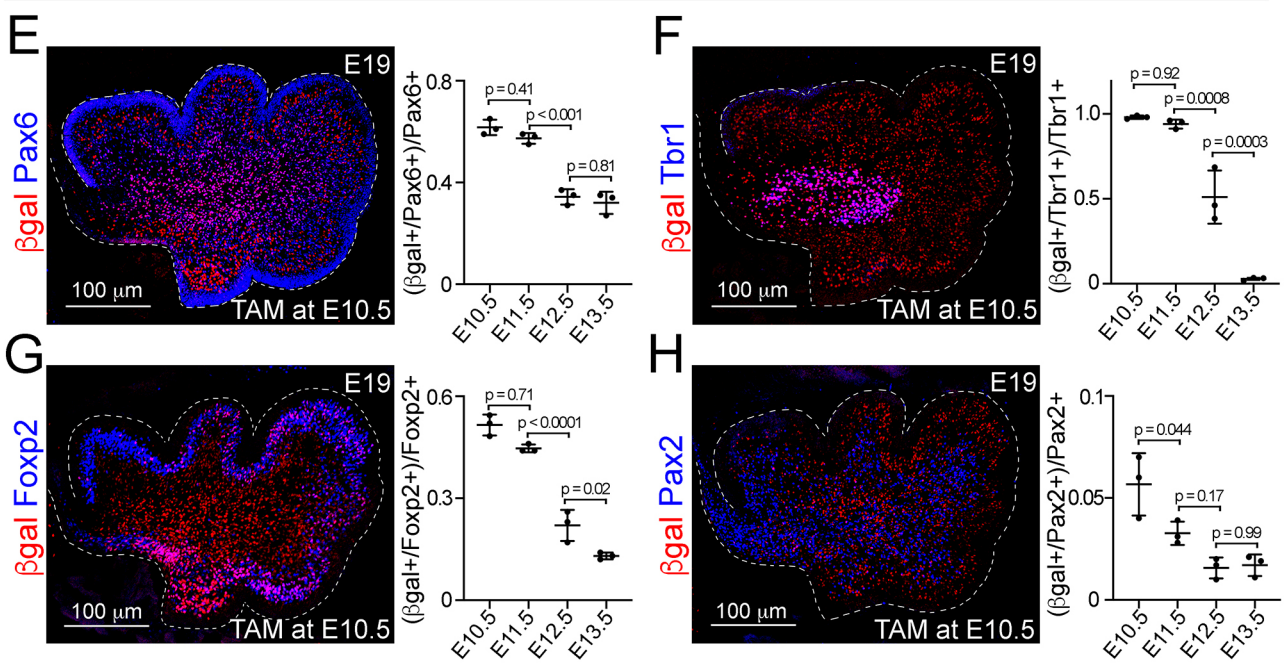 E
E19
βgal Pax6
100 μm
TAM at E10.5
(βgal+/Pax6+)/Pax6+
0.8
0.4
0
p = 0.41
p < 0.001
p = 0.81
E10.5
E11.5
E12.5
E13.5
F
E19
βgal Tbr1
100 μm
TAM at E10.5
(βgal+/Tbr1+)/Tbr1+
1.0
0.5
0
p = 0.92
p = 0.0008
p = 0.0003
E10.5
E11.5
E12.5
E13.5
G
E19
βgal Foxp2
100 μm
TAM at E10.5
(βgal+/Foxp2+)/Foxp2+
0.6
0.3
0
p = 0.71
p < 0.0001
p = 0.02
E10.5
E11.5
E12.5
E13.5
H
E19
βgal Pax2
100 μm
TAM at E10.5
(βgal+/Pax2+)/Pax2+
0.1
0.05
0
p = 0.044
p = 0.17
p = 0.99
E10.5
E11.5
E12.5
E13.5